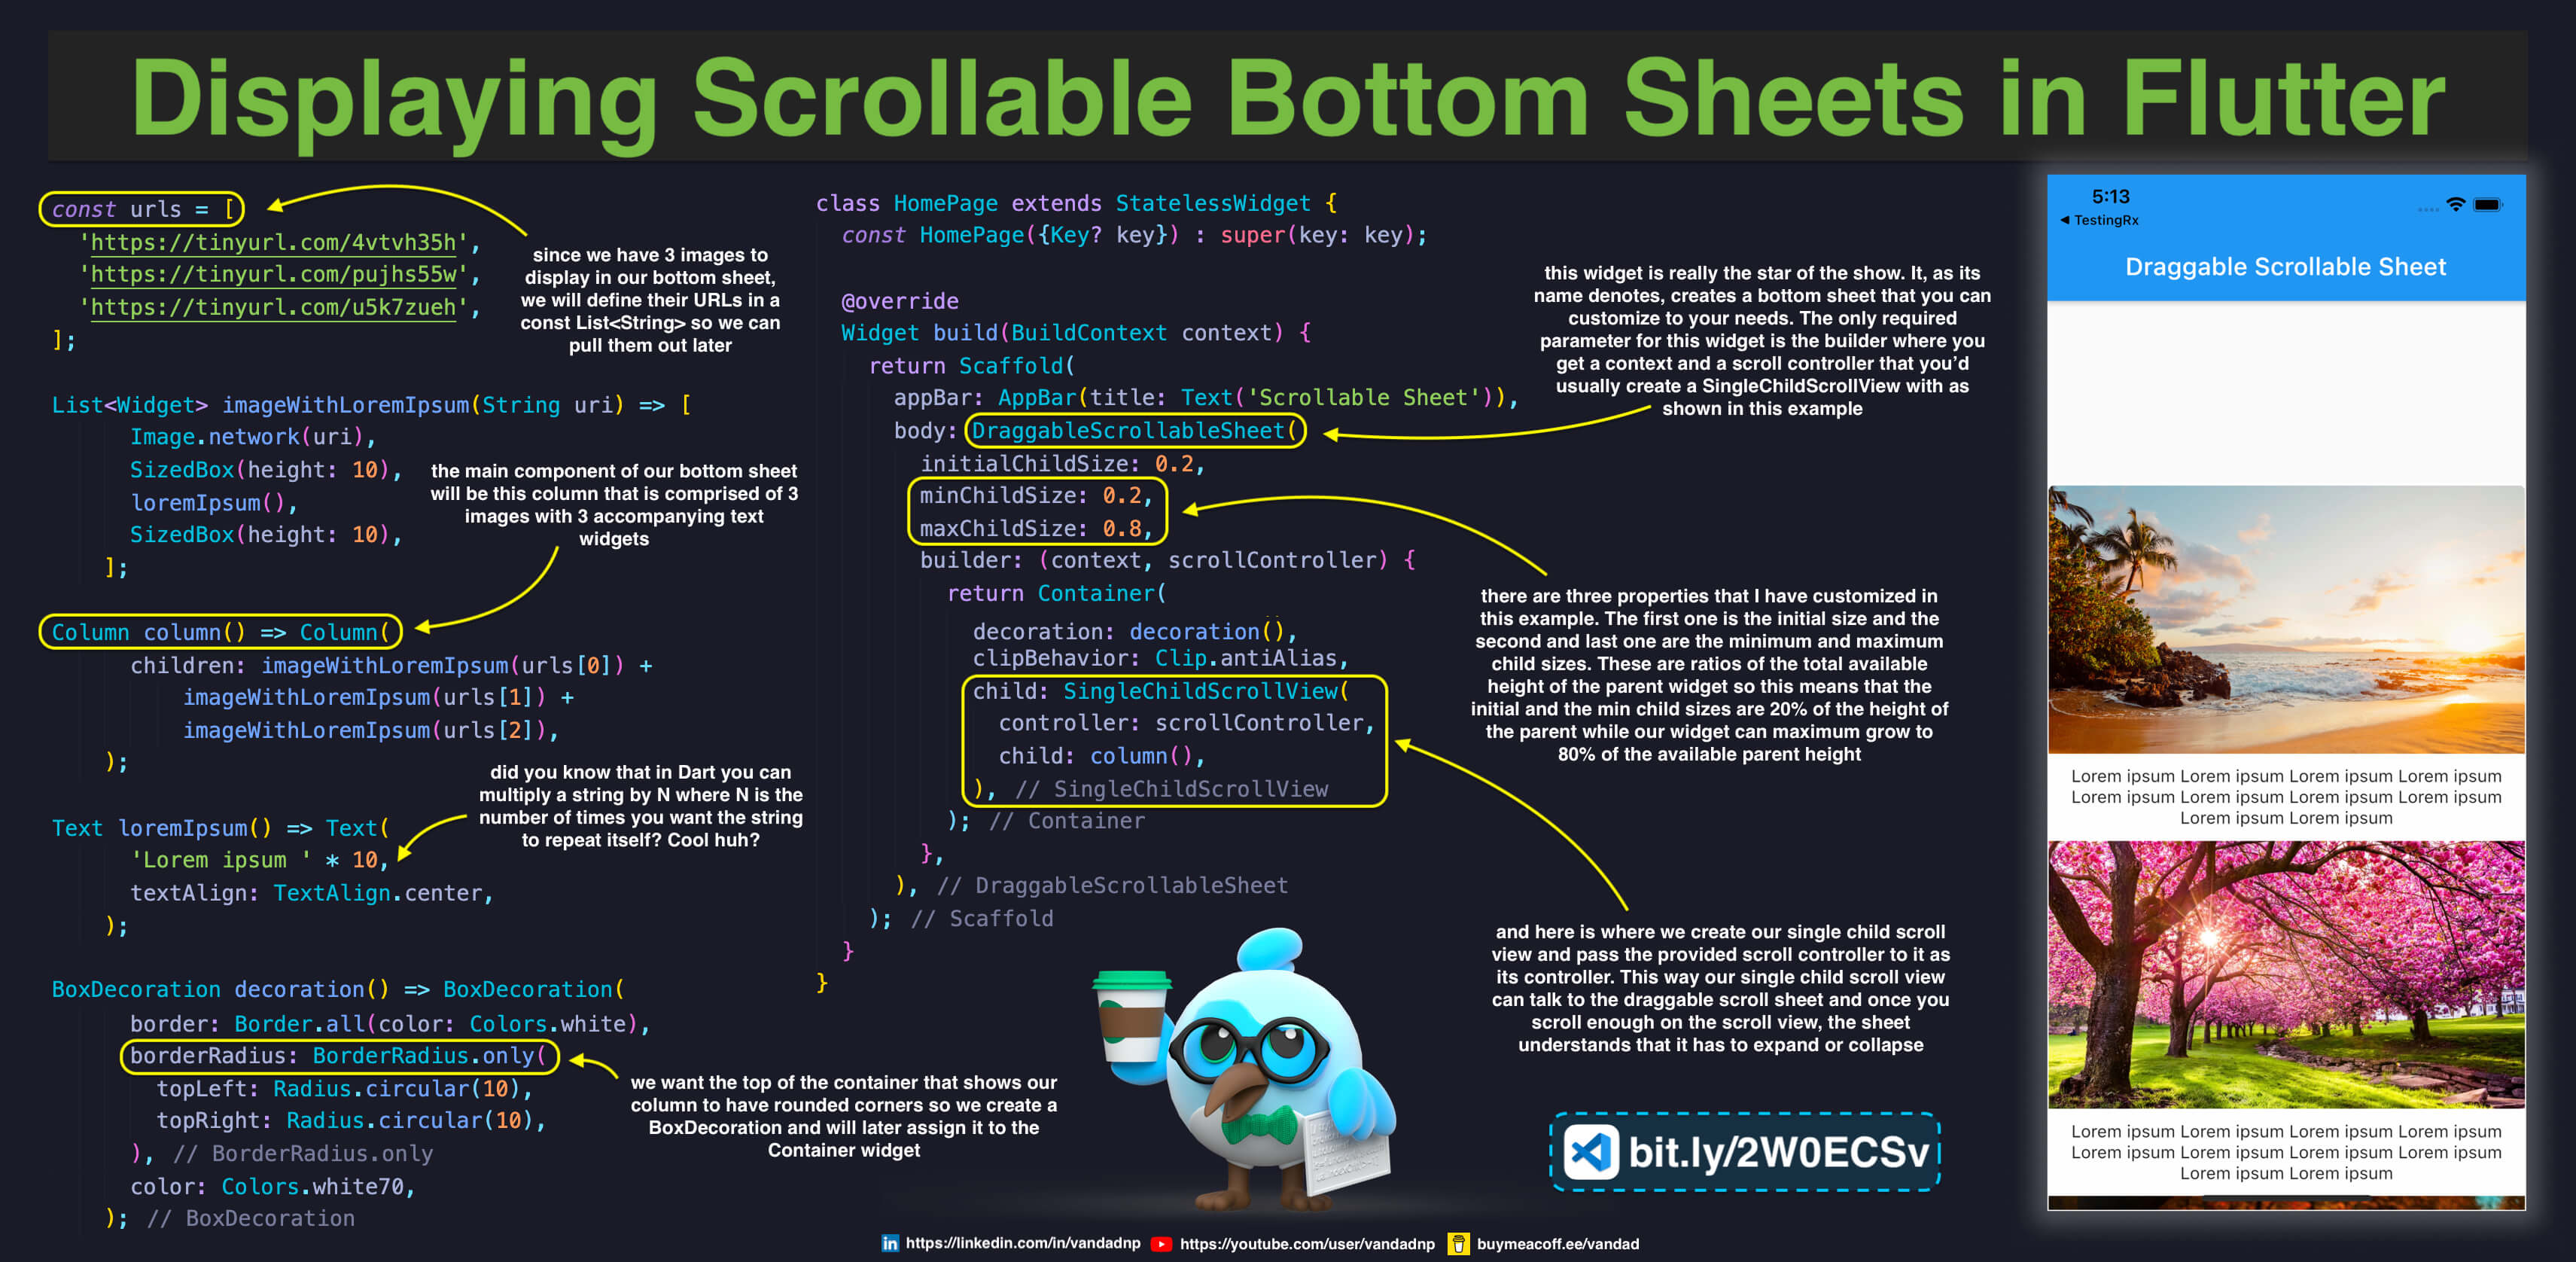 Displaying Scrollable Bottom Sheets in Flutter
const urls = [
'https://tinyurl.com/4vtvh35h',
'https://tinyurl.com/pujhs55w',
'https://tinyurl.com/u5k7zueh',
];
since we have 3 images to
display in our bottom sheet,
we will define their URLs in a
const List<String> so we can
pull them out later
List<Widget> imageWithLoremIpsum(String uri) => [
Image.network(uri),
SizedBox(height: 10),
loremIpsum(),
SizedBox(height: 10),
];
the main component of our bottom sheet
will be this column that is comprised of 3
images with 3 accompanying text
widgets
Column column() => Column(
children: imageWithLoremIpsum(urls[0]) +
imageWithLoremIpsum(urls[1]) +
imageWithLoremIpsum(urls[2]),
);
did you know that in Dart you can
multiply a string by N where N is the
number of times you want the string
to repeat itself? Cool huh?
Text loremIpsum() => Text(
'Lorem ipsum ' * 10,
textAlign: TextAlign.center,
);
BoxDecoration decoration() => BoxDecoration(
border: Border.all(color: Colors.white),
borderRadius: BorderRadius.only(
topLeft: Radius.circular(10),
topRight: Radius.circular(10),
), // BorderRadius.only
color: Colors.white70,
); // BoxDecoration
we want the top of the container that shows our
column to have rounded corners so we create a
BoxDecoration and will later assign it to the
Container widget
class HomePage extends StatelessWidget {
const HomePage({Key? key}) : super(key: key);
@override
Widget build(BuildContext context) {
return Scaffold(
appBar: AppBar(title: Text('Scrollable Sheet')),
body: DraggableScrollableSheet(
initialChildSize: 0.2,
minChildSize: 0.2,
maxChildSize: 0.8,
builder: (context, scrollController) {
return Container(
decoration: decoration(),
clipBehavior: Clip.antiAlias,
child: SingleChildScrollView(
controller: scrollController,
child: column(),
), // SingleChildScrollView
); // Container
},
), // DraggableScrollableSheet
); // Scaffold
}
}
this widget is really the star of the show. It, as its
name denotes, creates a bottom sheet that you can
customize to your needs. The only required
parameter for this widget is the builder where you
get a context and a scroll controller that you'd
usually create a SingleChildScrollView with as
shown in this example
there are three properties that I have customized in
this example. The first one is the initial size and the
second and last one are the minimum and maximum
child sizes. These are ratios of the total available
height of the parent widget so this means that the
initial and the min child sizes are 20% of the height of
the parent while our widget can maximum grow to
80% of the available parent height
and here is where we create our single child scroll
view and pass the provided scroll controller to it as
its controller. This way our single child scroll view
can talk to the draggable scroll sheet and once you
scroll enough on the scroll view, the sheet
understands that it has to expand or collapse
bit.ly/2W0ECSv
5:13
◀ TestingRx
Draggable Scrollable Sheet
Lorem ipsum Lorem ipsum Lorem ipsum Lorem ipsum
Lorem ipsum Lorem ipsum Lorem ipsum Lorem ipsum
Lorem ipsum Lorem ipsum
Lorem ipsum Lorem ipsum Lorem ipsum Lorem ipsum
Lorem ipsum Lorem ipsum Lorem ipsum Lorem ipsum
Lorem ipsum Lorem ipsum
in https://linkedin.com/in/vandadnp https://youtube.com/user/vandadnp buymeacoff.ee/vandad